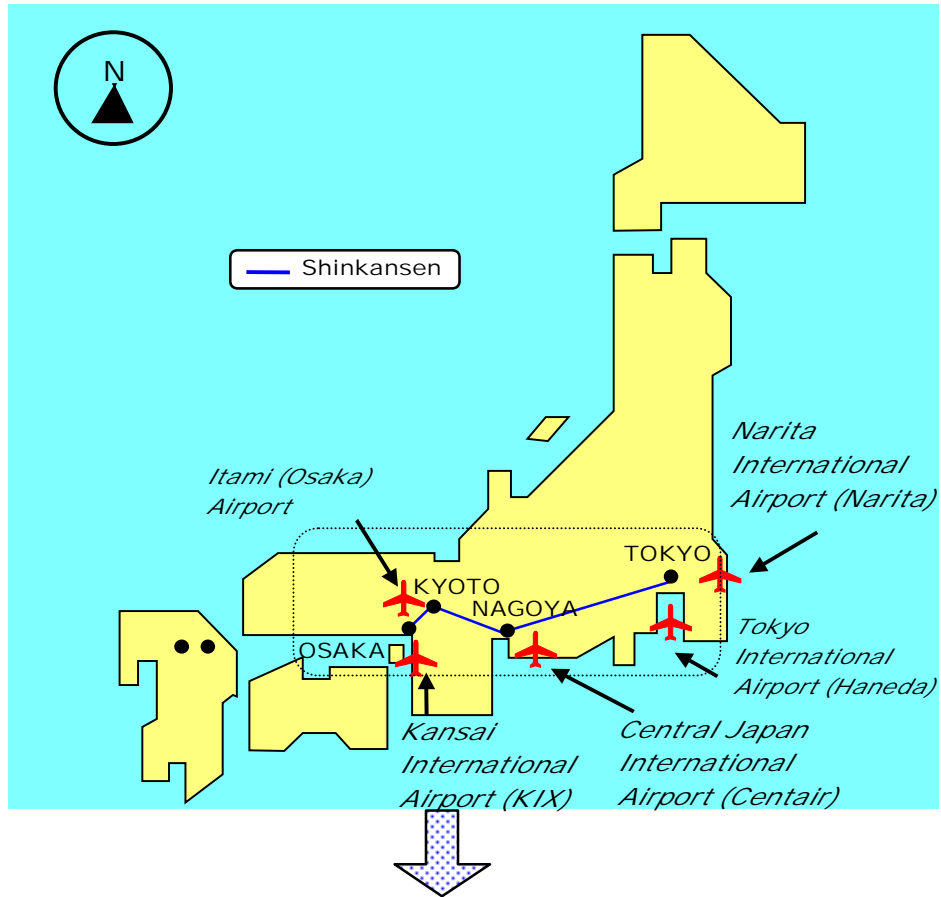 N
Shinkansen
Narita
International
Airport (Narita)
Itami (Osaka)
Airport
TOKYO
KYOTO
NAGOYA
OSAKA
Tokyo
International
Airport (Haneda)
Kansai
International
Airport (KIX)
Central Japan
International
Airport (Centair)